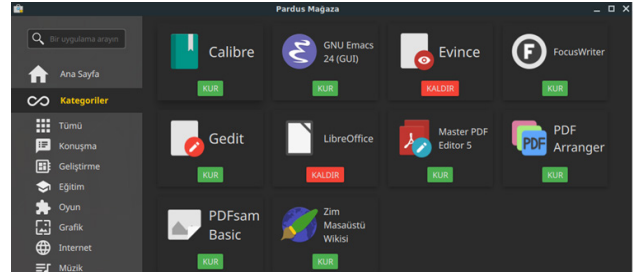 Pardus Mağaza
Bir uygulama arayın
Ana Sayfa
Kategoriler
Tümü
Konuşma
Geliştirme
Eğitim
Oyun
Grafik
Internet
Müzik
Calibre
KUR
GNU Emacs
24 (GUI)
KUR
Evince
KALDIR
F
FocusWriter
KUR
Gedit
KUR
LibreOffice
KALDIR
Master PDF
Editor 5
KUR
PDF
PDF
Arranger
KUR
PDFsam
Basic
KUR
Zim
Masaüstü
Wikisi
KUR